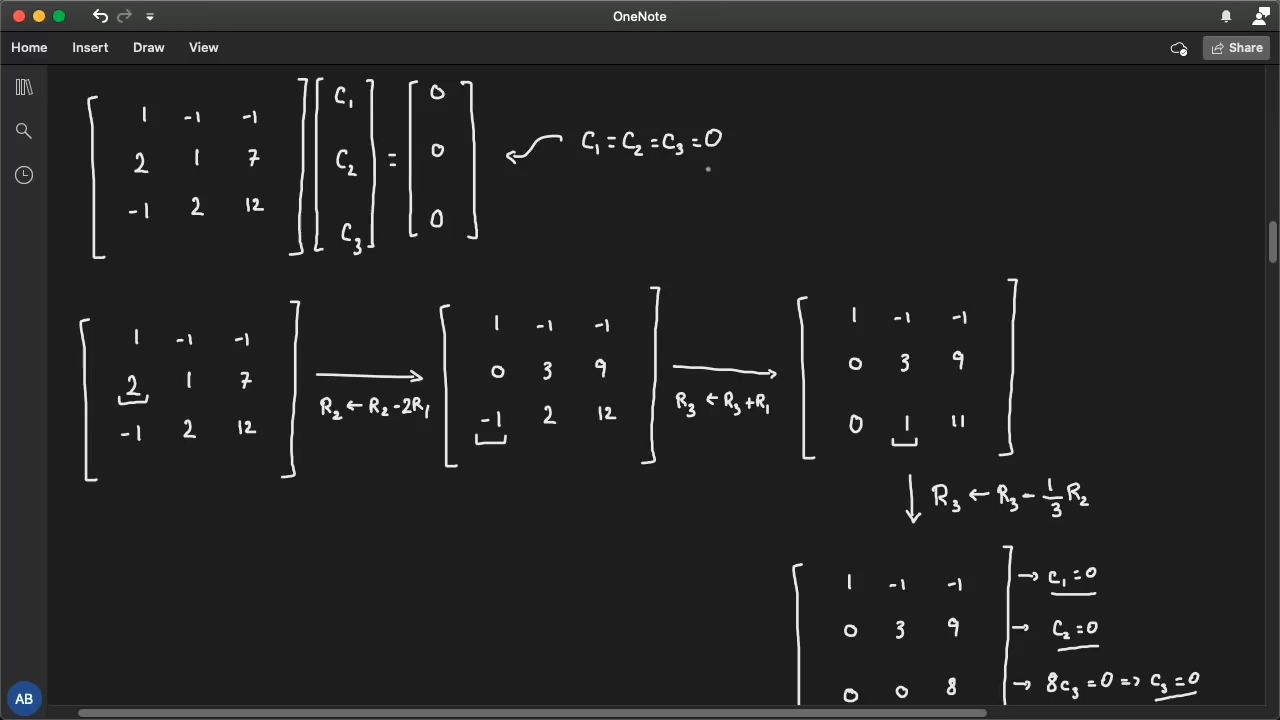 OneNote
Home Insert Draw View Share
1 -1 -1
2 1 7
-1 2 12
C₁
C₂
C₃
=
0
0
0
C₁ = C₂ = C₃ = 0
1 -1 -1
2 1 7
-1 2 12
R₂ ← R₂ - 2R₁
1 -1 -1
0 3 9
-1 2 12
R₃ ← R₃ + R₁
1 -1 -1
0 3 9
0 1 11
R₃ ← R₃ - 1/3 R₂
1 -1 -1 → C₁ = 0
0 3 9 → C₂ = 0
0 0 8 → 8C₃ = 0 => C₃ = 0
AB